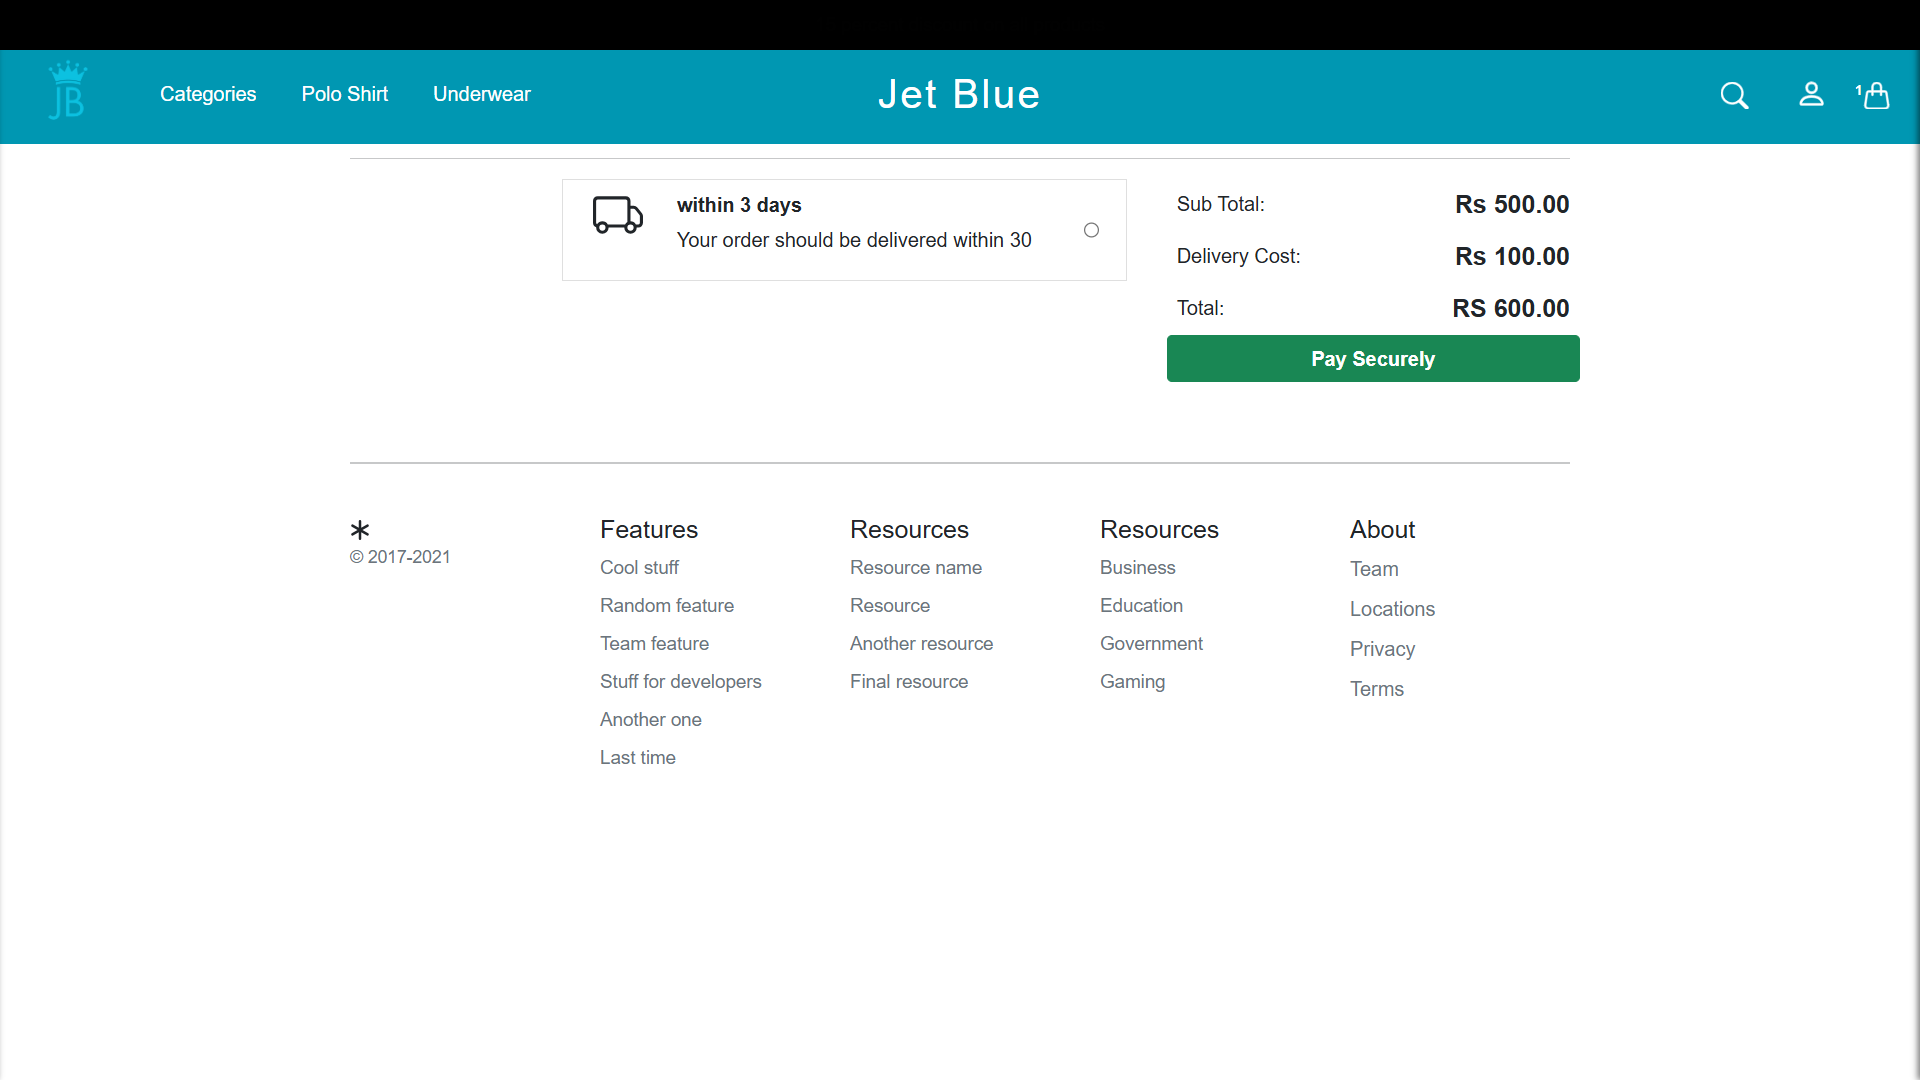 JB
Categories
Polo Shirt
Underwear
Jet Blue
1
within 3 days
Your order should be delivered within 30
Sub Total:
Rs 500.00
Delivery Cost:
Rs 100.00
Total:
RS 600.00
Pay Securely
© 2017-2021
Features
Cool stuff
Random feature
Team feature
Stuff for developers
Another one
Last time
Resources
Resource name
Resource
Another resource
Final resource
Resources
Business
Education
Government
Gaming
About
Team
Locations
Privacy
Terms